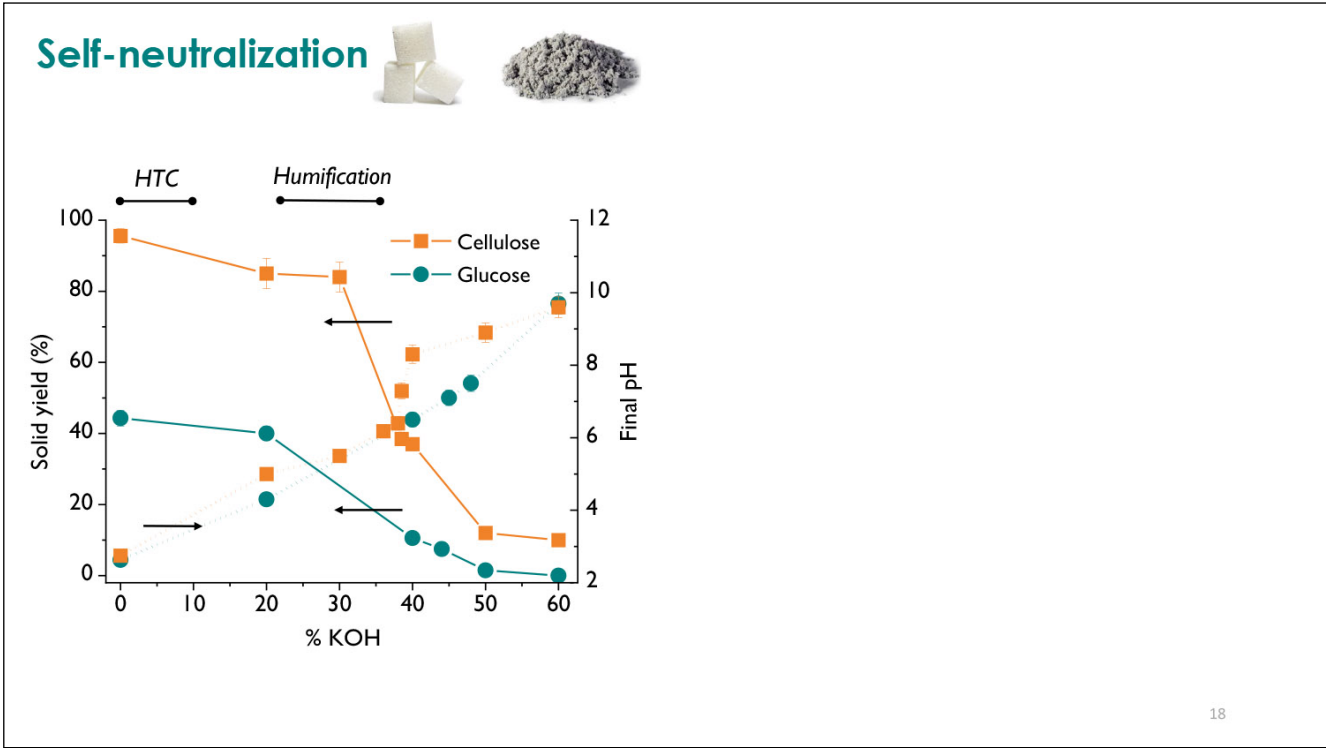 Self-neutralization
HTC
Humification
100
80
60
40
20
0
Solid yield (%)
Cellulose
Glucose
12
10
8
6
4
2
Final pH
0 10 20 30 40 50 60
% KOH
18